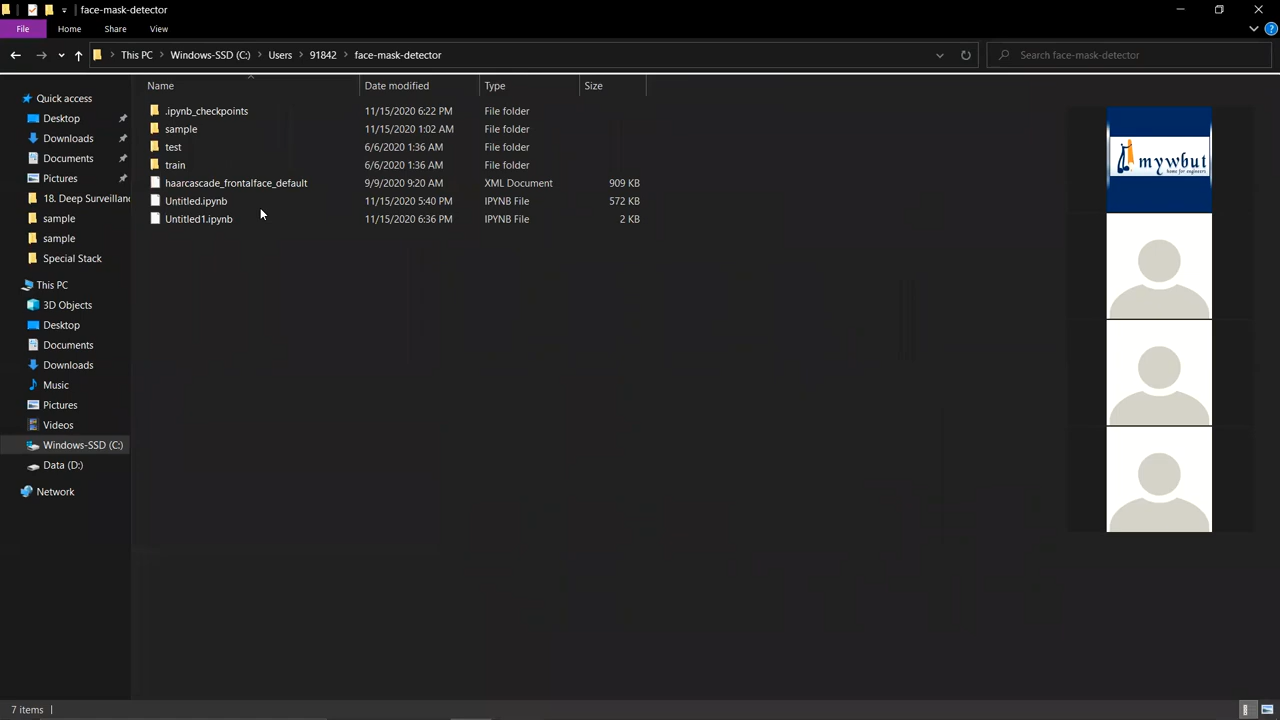 face-mask-detector
File Home Share View
This PC Windows-SSD (C:) Users 91842 face-mask-detector Search face-mask-detector
Name Date modified Type Size
.ipynb_checkpoints 11/15/2020 6:22 PM File folder
sample 11/15/2020 1:02 AM File folder
test 6/6/2020 1:36 AM File folder
train 6/6/2020 1:36 AM File folder
haarcascade_frontalface_default 9/9/2020 9:20 AM XML Document 909 KB
Untitled.ipynb 11/15/2020 5:40 PM IPYNB File 572 KB
Untitled1.ipynb 11/15/2020 6:36 PM IPYNB File 2 KB
Quick access
Desktop
Downloads
Documents
Pictures
18. Deep Surveillanc
sample
sample
Special Stack
This PC
3D Objects
Desktop
Documents
Downloads
Music
Pictures
Videos
Windows-SSD (C:)
Data (D:)
Network
mywbut
home for engineers
7 items